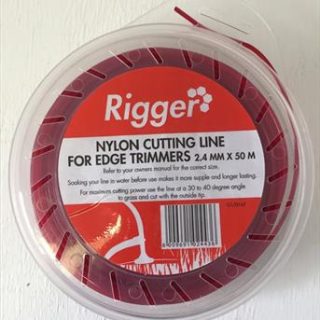 Rigger
NYLON CUTTING LINE
FOR EDGE TRIMMERS 2.4 MM X 50 M
Refer to your owners manual for the correct size.
Soaking your line in water before use makes it more supple and longer lasting.
For maximum cutting power use the line at a 30 to 40 degree angle
to grass and cut with the outside tip.